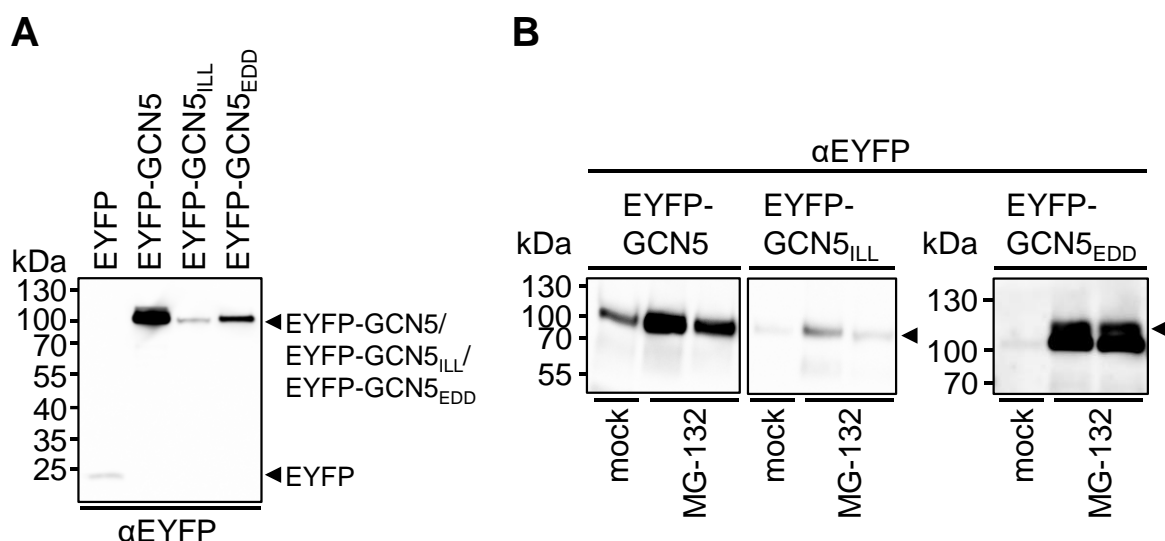 A
EYFP
EYFP-GCN5
EYFP-GCN5ILL
EYFP-GCN5EDD
kDa
130
100
70
55
40
35
25
EYFP-GCN5/
EYFP-GCN5ILL/
EYFP-GCN5EDD
EYFP
αEYFP
B
αEYFP
EYFP-
GCN5
EYFP-
GCN5ILL
EYFP-
GCN5EDD
kDa
130
100
70
55
kDa
130
100
70
mock
MG-132
mock
MG-132
mock
MG-132